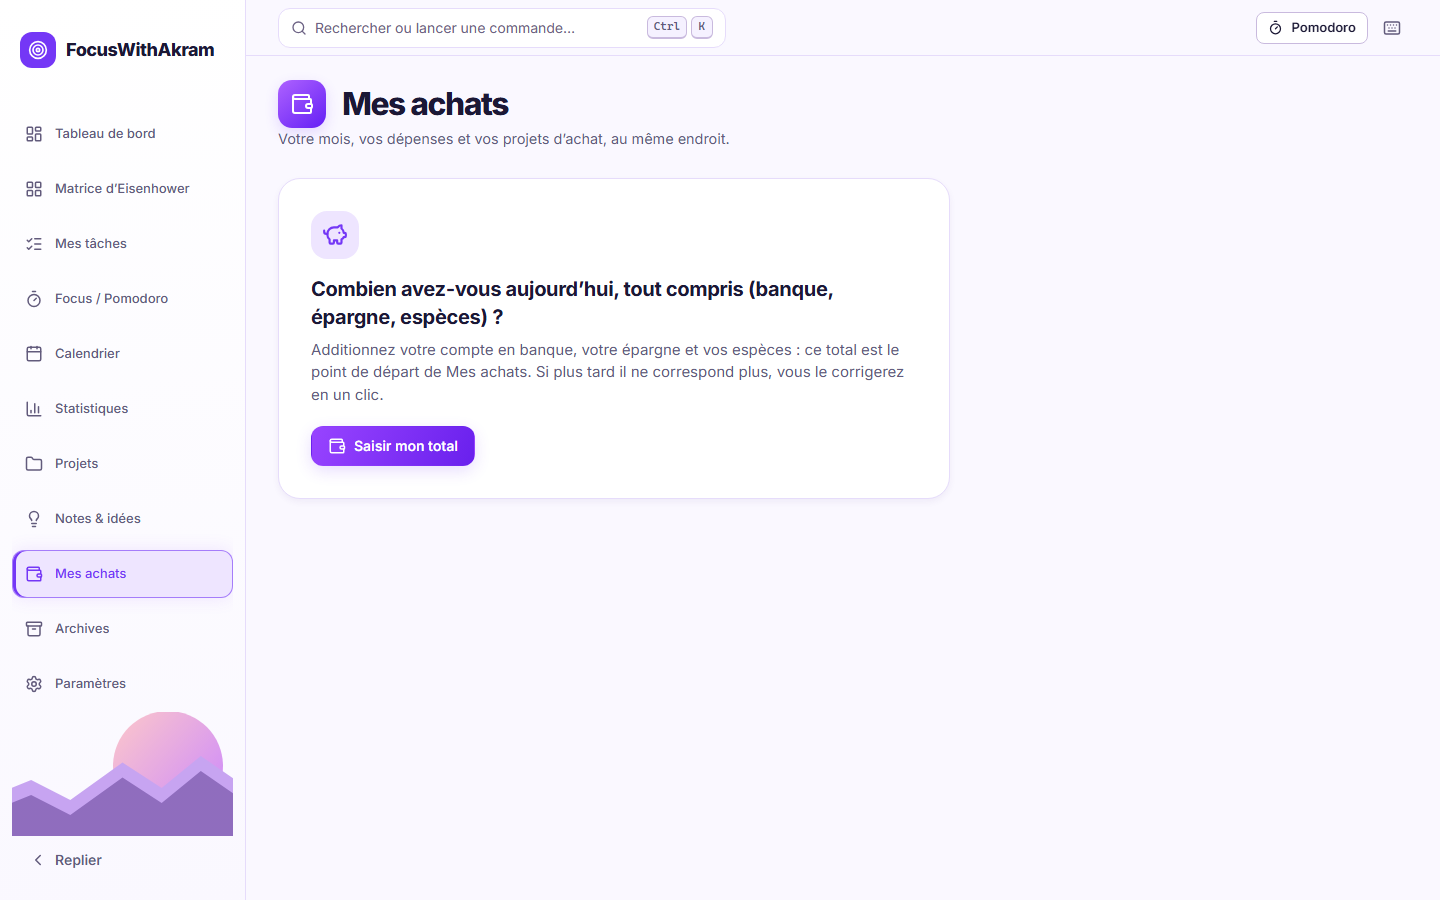 FocusWithAkram
Rechercher ou lancer une commande...
Ctrl K
Pomodoro
Tableau de bord
Matrice d’Eisenhower
Mes tâches
Focus / Pomodoro
Calendrier
Statistiques
Projets
Notes & idées
Mes achats
Archives
Paramètres
Replier
Mes achats
Votre mois, vos dépenses et vos projets d’achat, au même endroit.
Combien avez-vous aujourd’hui, tout compris (banque,
épargne, espèces) ?
Additionnez votre compte en banque, votre épargne et vos espèces : ce total est le
point de départ de Mes achats. Si plus tard il ne correspond plus, vous le corrigerez
en un clic.
Saisir mon total